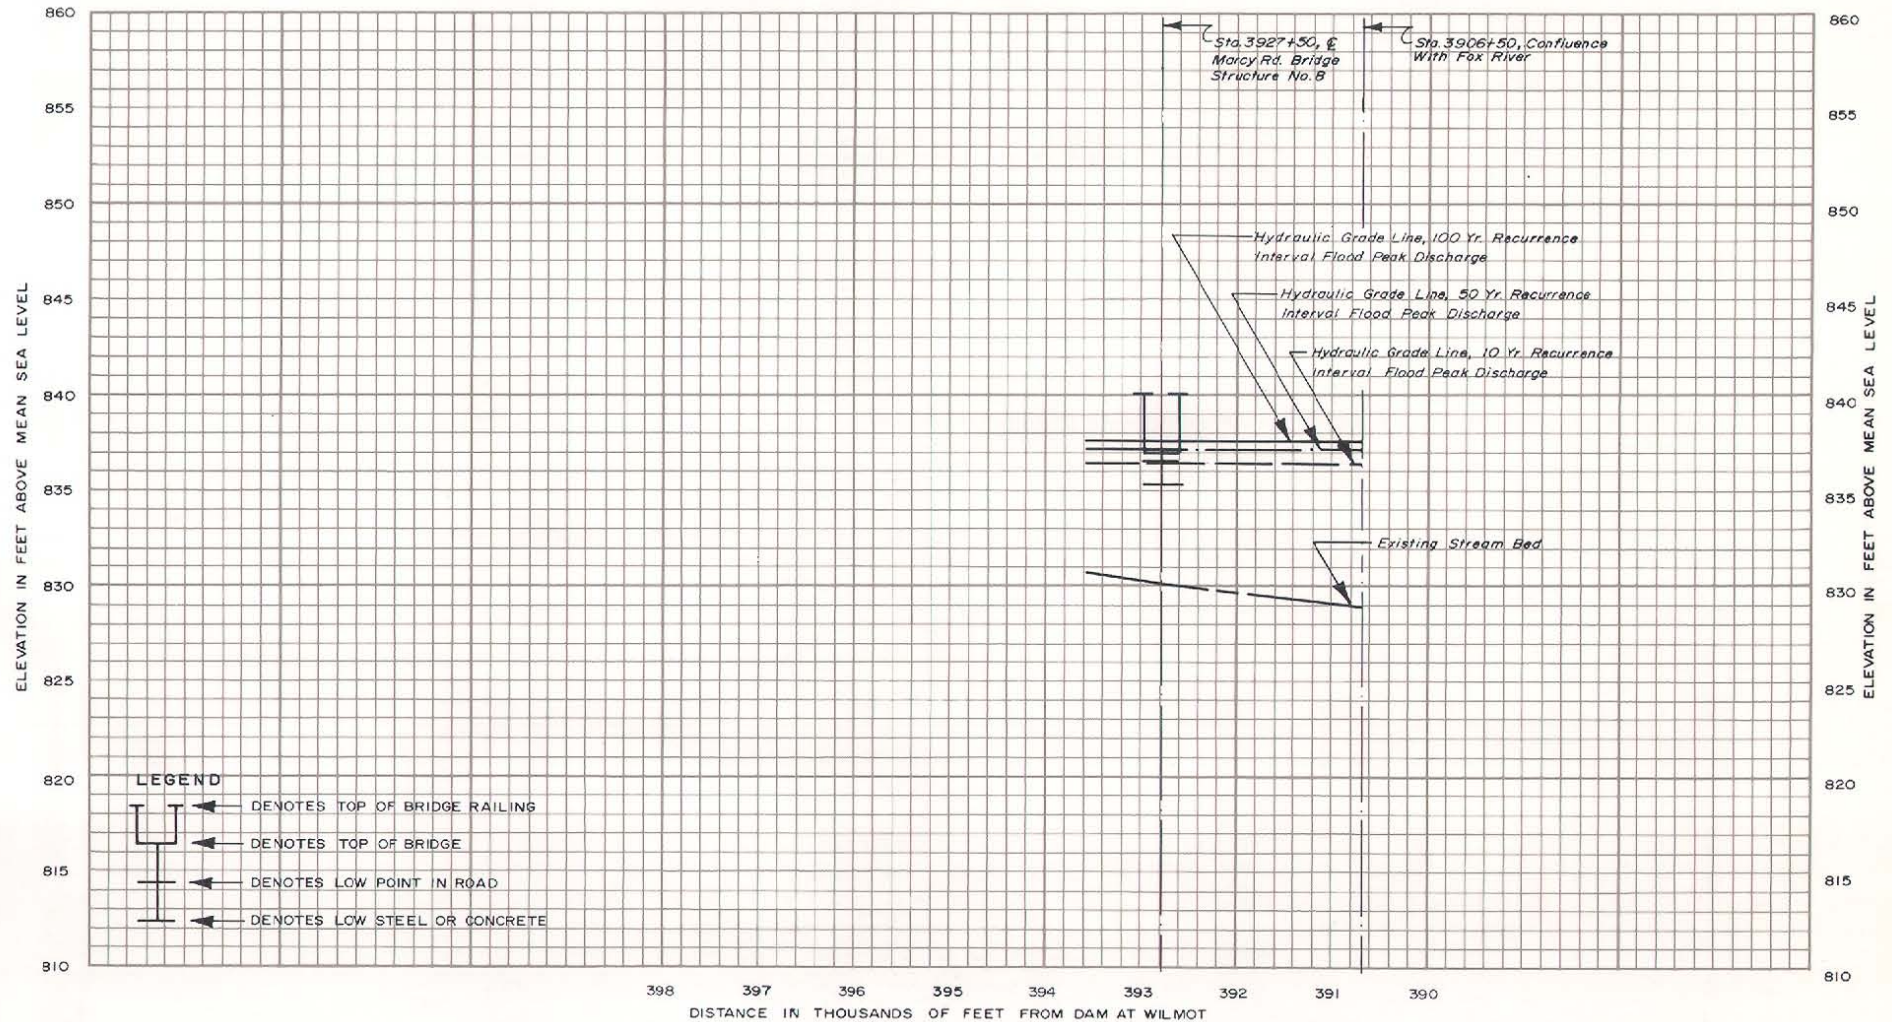 860
855
850
845
840
835
830
825
820
815
810
ELEVATION IN FEET ABOVE MEAN SEA LEVEL
Sta. 3927+50, ℄
Marcy Rd. Bridge
Structure No. 8
Sta. 3906+50, Confluence
With Fox River
Hydraulic Grade Line, 100 Yr. Recurrence
Interval Flood Peak Discharge
Hydraulic Grade Line, 50 Yr. Recurrence
Interval Flood Peak Discharge
Hydraulic Grade Line, 10 Yr. Recurrence
Interval Flood Peak Discharge
Existing Stream Bed
LEGEND
DENOTES TOP OF BRIDGE RAILING
DENOTES TOP OF BRIDGE
DENOTES LOW POINT IN ROAD
DENOTES LOW STEEL OR CONCRETE
860
855
850
845
840
835
830
825
820
815
810
ELEVATION IN FEET ABOVE MEAN SEA LEVEL
398 397 396 395 394 393 392 391 390
DISTANCE IN THOUSANDS OF FEET FROM DAM AT WILMOT